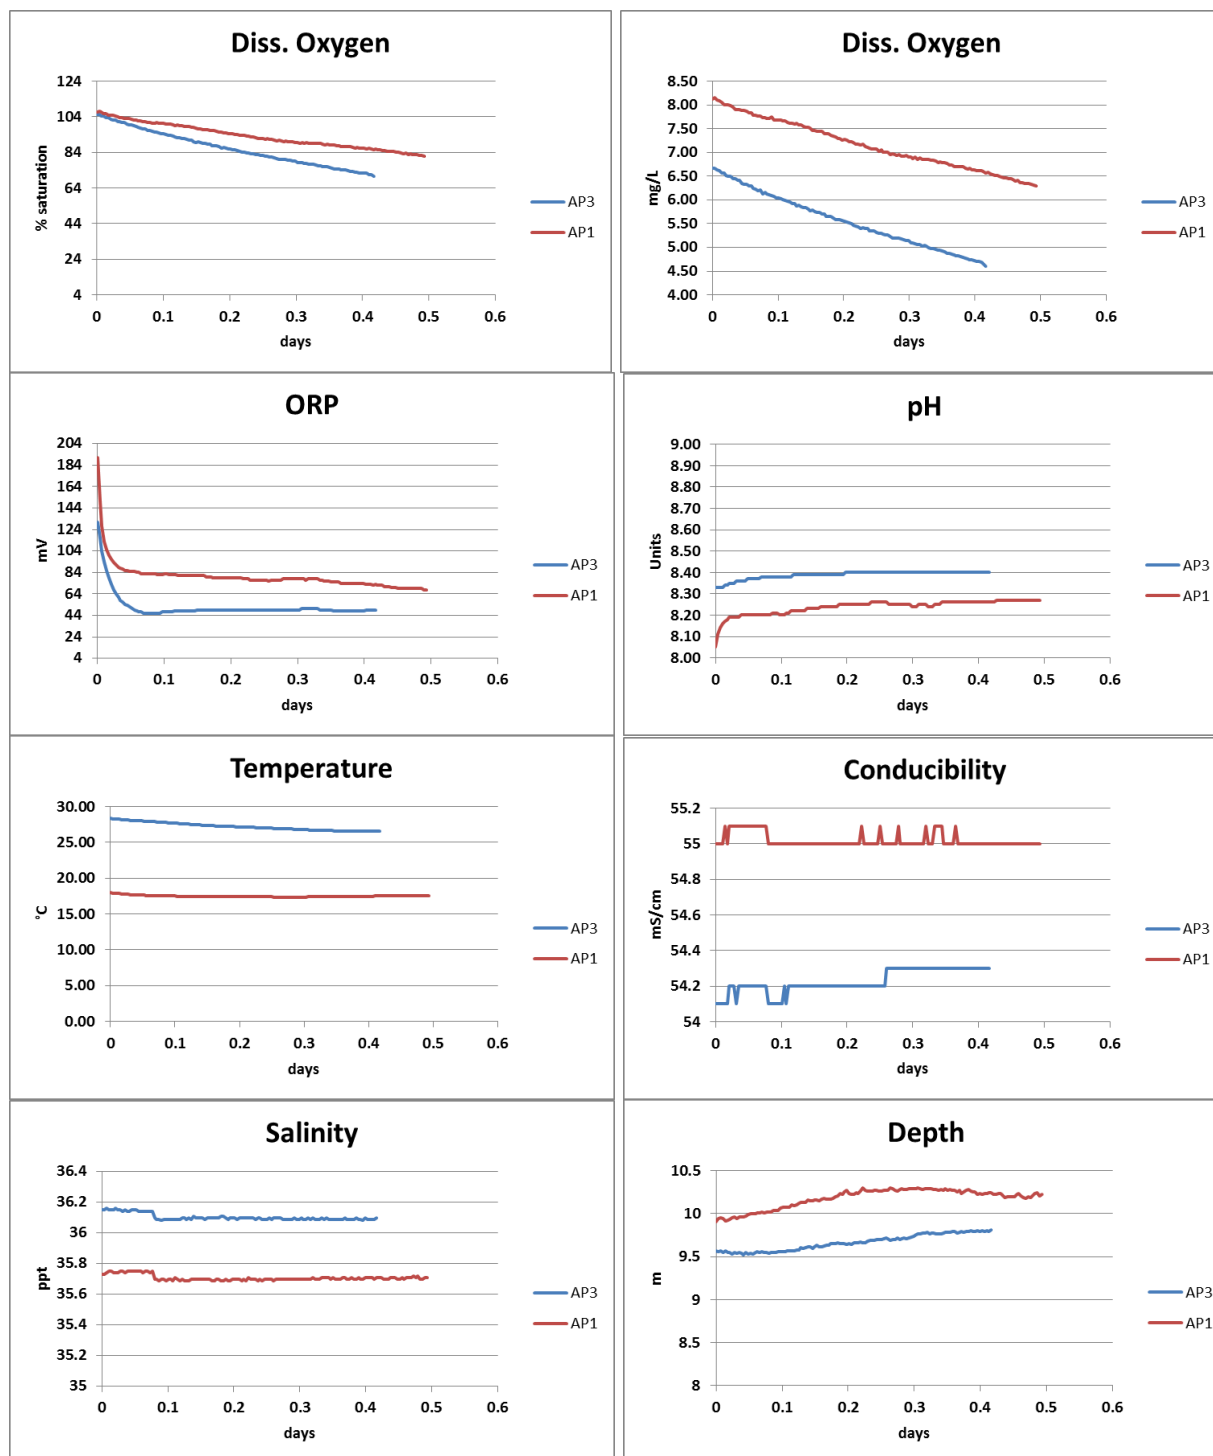 Diss. Oxygen
124
104
84
64
44
24
4
% saturation
0 0.1 0.2 0.3 0.4 0.5 0.6
days
AP3
AP1
Diss. Oxygen
8.50
8.00
7.50
7.00
6.50
6.00
5.50
5.00
4.50
4.00
mg/L
0 0.1 0.2 0.3 0.4 0.5 0.6
days
AP3
AP1
ORP
204
184
164
144
124
104
84
64
44
24
4
mV
0 0.1 0.2 0.3 0.4 0.5 0.6
days
AP3
AP1
pH
9.00
8.90
8.80
8.70
8.60
8.50
8.40
8.30
8.20
8.10
8.00
Units
0 0.1 0.2 0.3 0.4 0.5 0.6
days
AP3
AP1
Temperature
30.00
25.00
20.00
15.00
10.00
5.00
0.00
°C
0 0.1 0.2 0.3 0.4 0.5 0.6
days
AP3
AP1
Conducibility
55.2
55
54.8
54.6
54.4
54.2
54
mS/cm
0 0.1 0.2 0.3 0.4 0.5 0.6
days
AP3
AP1
Salinity
36.4
36.2
36
35.8
35.6
35.4
35.2
35
ppt
0 0.1 0.2 0.3 0.4 0.5 0.6
days
AP3
AP1
Depth
10.5
10
9.5
9
8.5
8
m
0 0.1 0.2 0.3 0.4 0.5 0.6
days
AP3
AP1